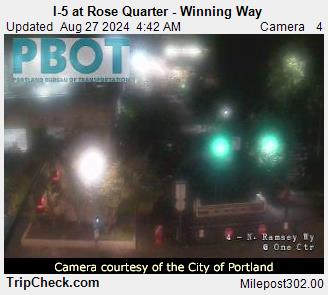 I-5 at Rose Quarter - Winning Way
Updated Aug 27 2024 4:42 AM Camera 4
PBOT
PORTLAND BUREAU OF TRANSPORTATION
4 - N. Ramsey Wy
@ One Ctr
Camera courtesy of the City of Portland
TripCheck.com Milepost302.00